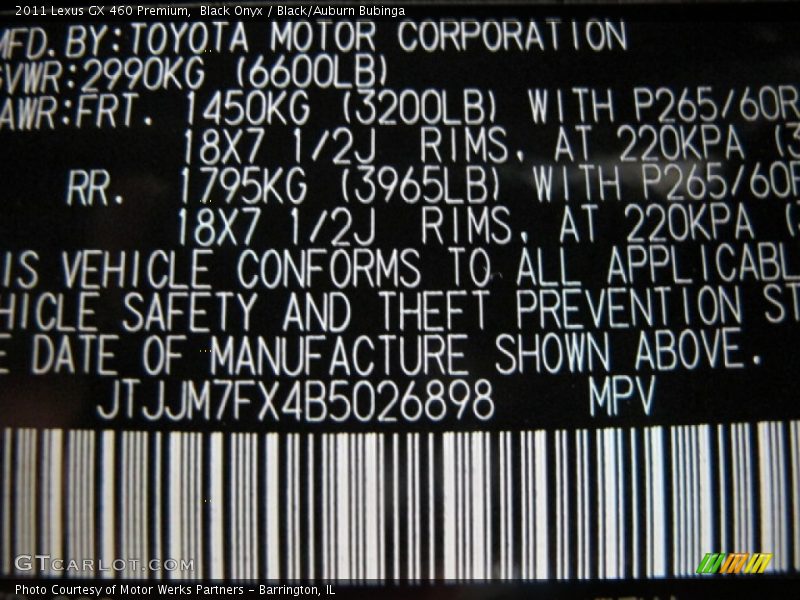 2011 Lexus GX 460 Premium, Black Onyx / Black/Auburn Bubinga
MFD. BY: TOYOTA MOTOR CORPORATION
GVWR: 2990KG (6600LB)
AWR: FRT. 1450KG (3200LB) WITH P265/60R
18X7 1/2J RIMS, AT 220KPA (3
RR. 1795KG (3965LB) WITH P265/60R
18X7 1/2J RIMS, AT 220KPA (3
IS VEHICLE CONFORMS TO ALL APPLICABL
HICLE SAFETY AND THEFT PREVENTION ST
E DATE OF MANUFACTURE SHOWN ABOVE.
JTJJM7FX4B5026898 MPV
GTCARLOT.COM
Photo Courtesy of Motor Werks Partners - Barrington, IL